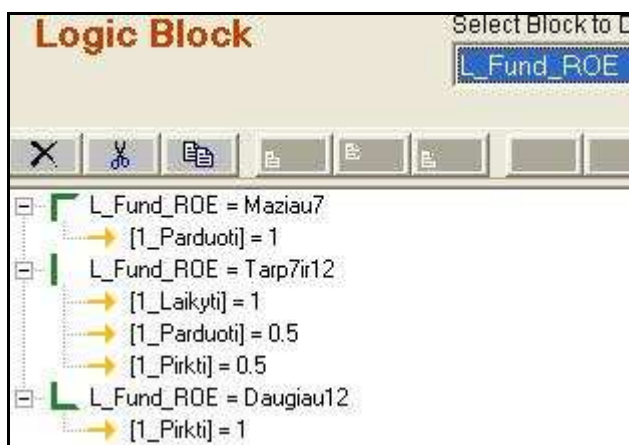 Logic Block
Select Block to D
L_Fund_ROE
L_Fund_ROE = Maziau7
[1_Parduoti] = 1
L_Fund_ROE = Tarp7ir12
[1_Laikyti] = 1
[1_Parduoti] = 0.5
[1_Pirkti] = 0.5
L_Fund_ROE = Daugiau12
[1_Pirkti] = 1